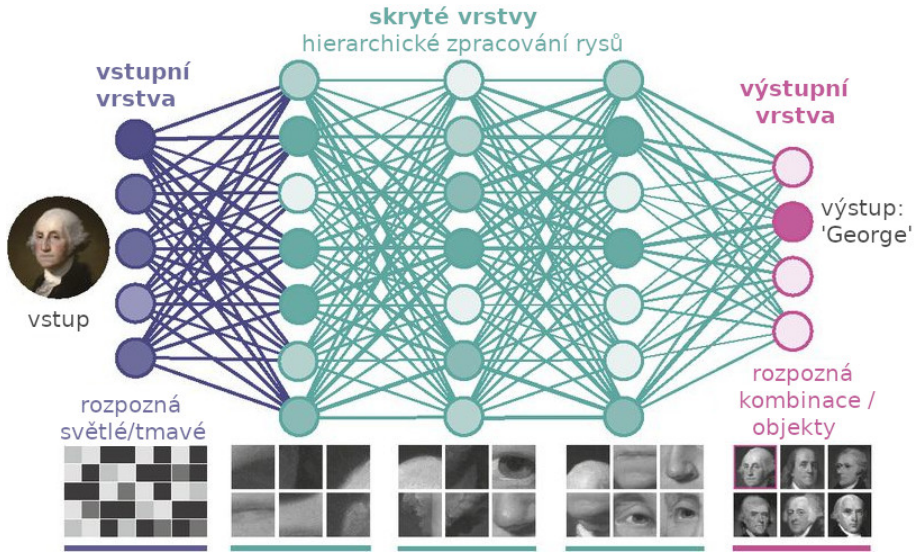 skryté vrstvy
hierarchické zpracování rysů
vstupní
vrstva
výstupní
vrstva
vstup
výstup:
'George'
rozpozná
světlé/tmavé
rozpozná
kombinace /
objekty